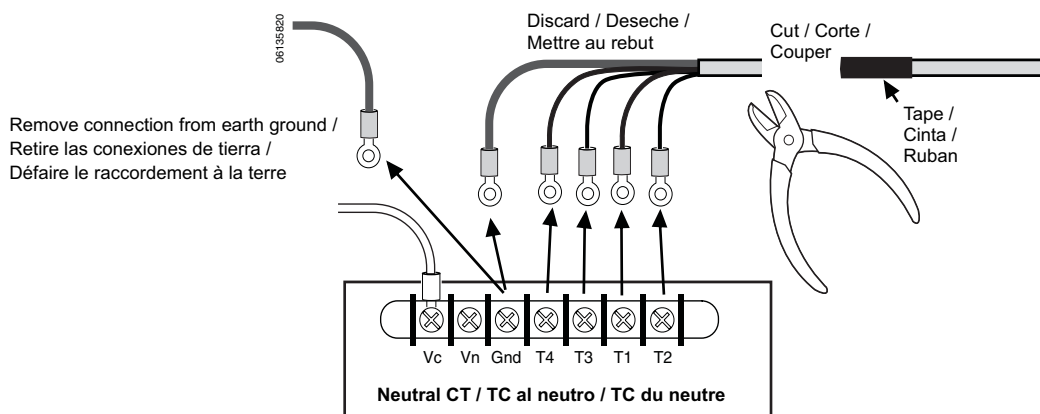 06135820
Discard / Deseche /
Mettre au rebut
Cut / Corte /
Couper
Tape /
Cinta /
Ruban
Remove connection from earth ground /
Retire las conexiones de tierra /
Défaire le raccordement à la terre
Vc Vn Gnd T4 T3 T1 T2
Neutral CT / TC al neutro / TC du neutre